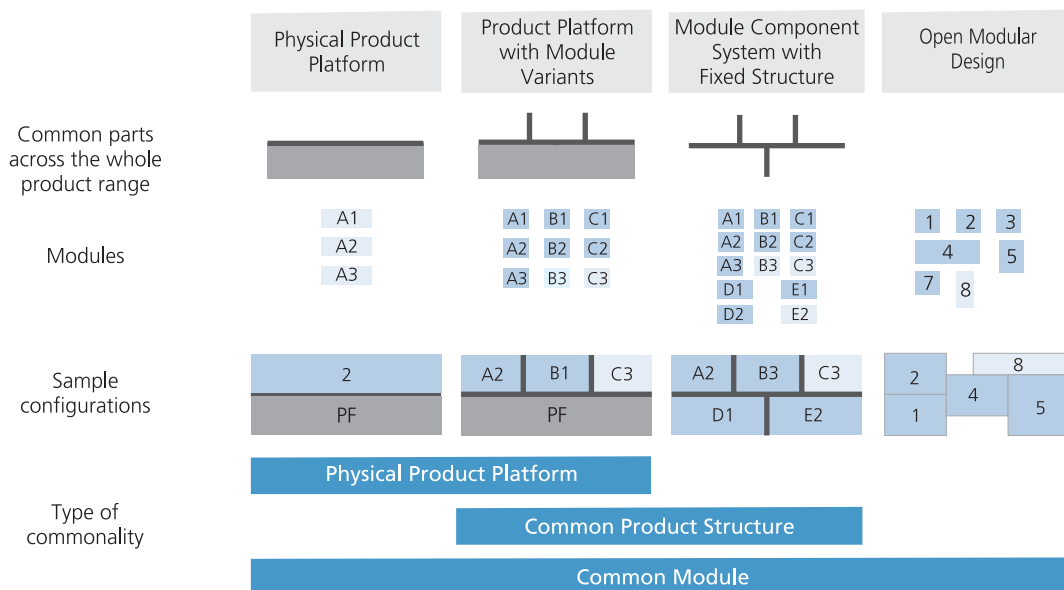 Physical Product
Platform
Product Platform
with Module
Variants
Module Component
System with
Fixed Structure
Open Modular
Design
Common parts
across the whole
product range
Modules
A1
A2
A3
A1 B1 C1
A2 B2 C2
A3 B3 C3
A1 B1 C1
A2 B2 C2
A3 B3 C3
D1 E1
D2 E2
1 2 3
4 5
7 8
Sample
configurations
2
PF
A2 B1 C3
PF
A2 B3 C3
D1 E2
2 8
4
1 5
Physical Product Platform
Type of
commonality
Common Product Structure
Common Module